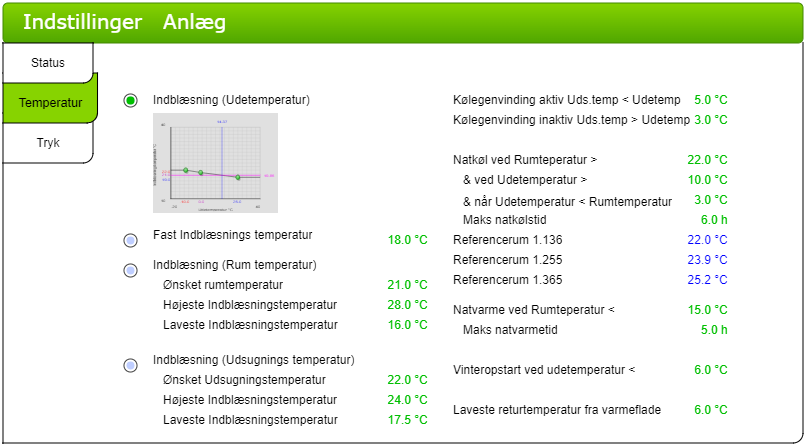 Indstillinger Anlæg
Status
Temperatur
Tryk
Indblæsning (Udetemperatur)
Fast Indblæsnings temperatur 18.0 °C
Indblæsning (Rum temperatur)
Ønsket rumtemperatur 21.0 °C
Højeste Indblæsningstemperatur 28.0 °C
Laveste Indblæsningstemperatur 16.0 °C
Indblæsning (Udsugnings temperatur)
Ønsket Udsugningstemperatur 22.0 °C
Højeste Indblæsningstemperatur 24.0 °C
Laveste Indblæsningstemperatur 17.5 °C
Kølegenvinding aktiv Uds.temp < Udetemp 5.0 °C
Kølegenvinding inaktiv Uds.temp > Udetemp 3.0 °C
Natkøl ved Rumteperatur > 22.0 °C
& ved Udetemperatur > 10.0 °C
& når Udetemperatur < Rumtemperatur 3.0 °C
Maks natkølstid 6.0 h
Referencerum 1.136 22.0 °C
Referencerum 1.255 23.9 °C
Referencerum 1.365 25.2 °C
Natvarme ved Rumteperatur < 15.0 °C
Maks natvarmetid 5.0 h
Vinteropstart ved udetemperatur < 6.0 °C
Laveste returtemperatur fra varmeflade 6.0 °C